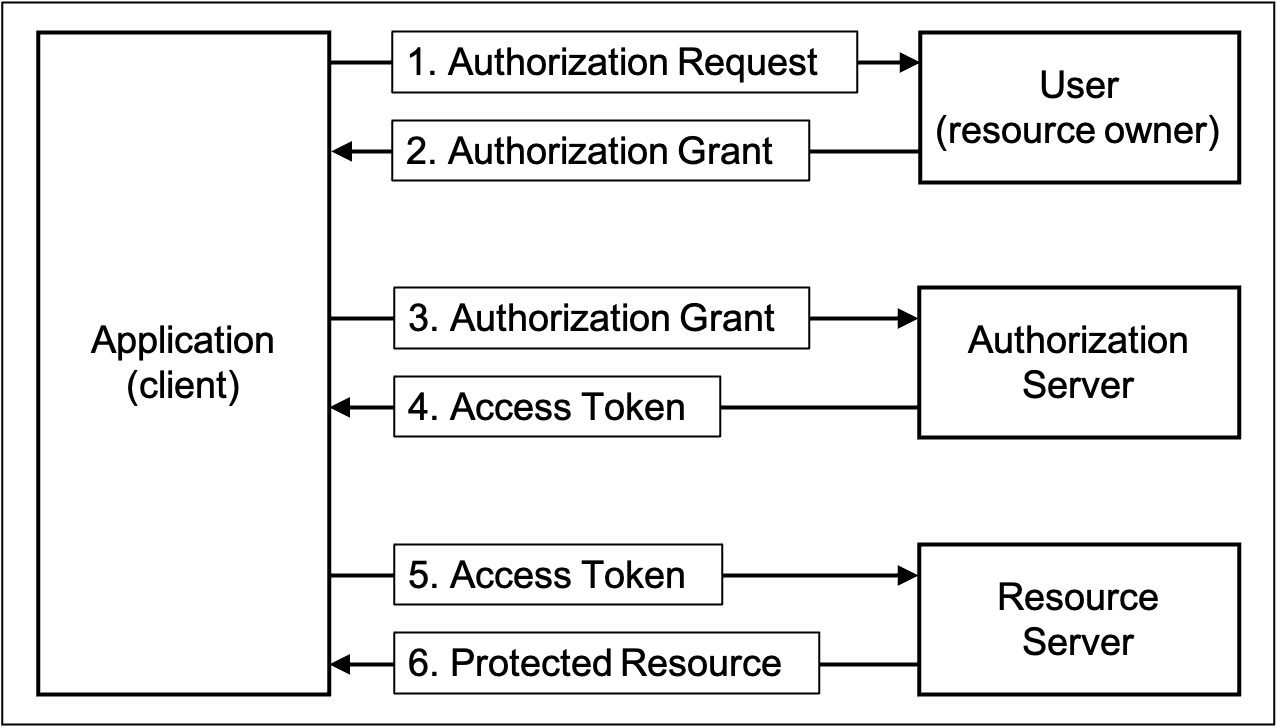 1. Authorization Request
User
(resource owner)
2. Authorization Grant
Application
(client)
3. Authorization Grant
Authorization
Server
4. Access Token
5. Access Token
Resource
Server
6. Protected Resource